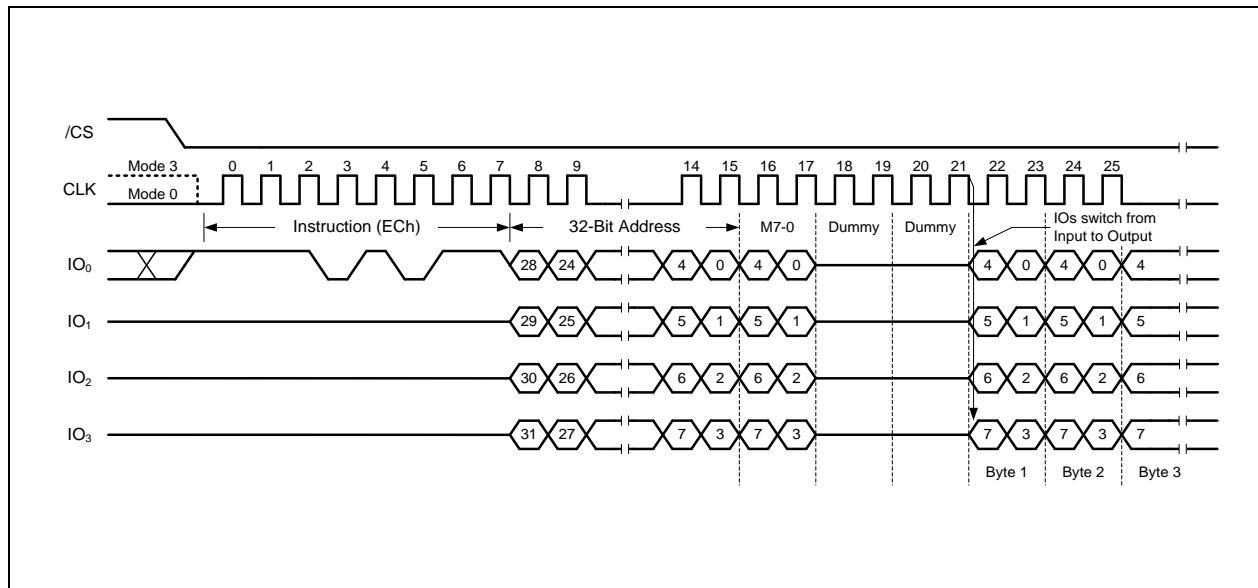 /CS
Mode 3 0 1 2 3 4 5 6 7 8 9 14 15 16 17 18 19 20 21 22 23 24 25
CLK Mode 0
Instruction (ECh) 32-Bit Address M7-0 Dummy Dummy IOs switch from
Input to Output
IO₀ 28 24 4 0 4 0 4 0 4 0 4
IO₁ 29 25 5 1 5 1 5 1 5 1 5
IO₂ 30 26 6 2 6 2 6 2 6 2 6
IO₃ 31 27 7 3 7 3 7 3 7 3 7
Byte 1 Byte 2 Byte 3